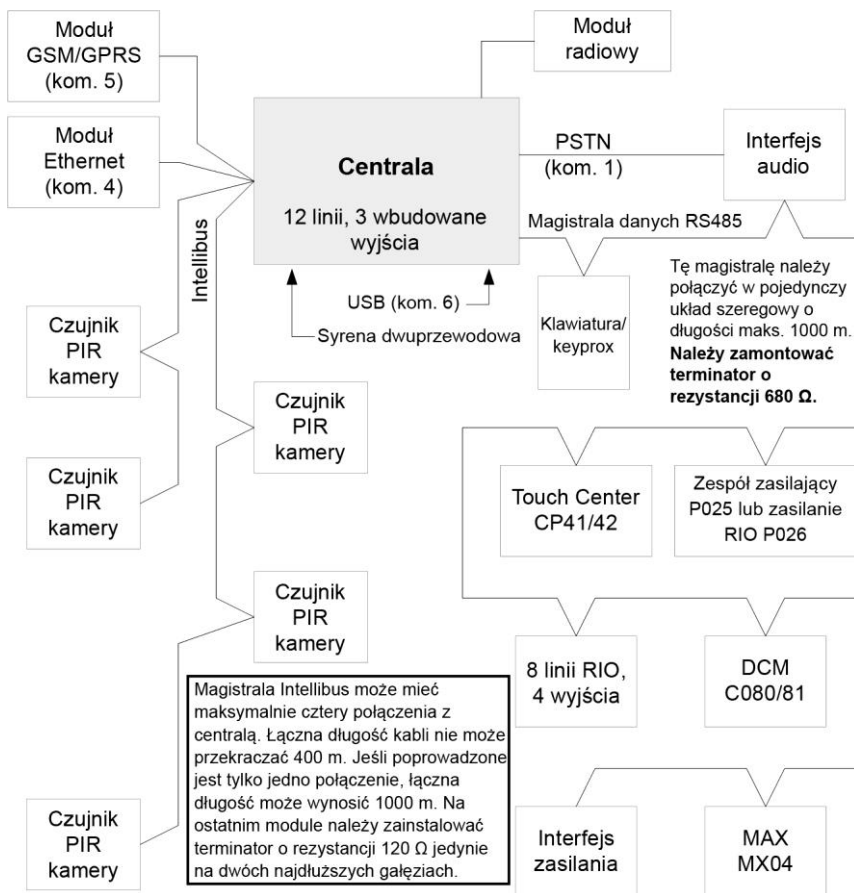 Moduł
GSM/GPRS
(kom. 5)
Moduł
radiowy
Moduł
Ethernet
(kom. 4)
Centrala
12 linii, 3 wbudowane
wyjścia
PSTN
(kom. 1)
Interfejs
audio
Intellibus
Magistrala danych RS485
USB (kom. 6)
Syrena dwuprzewodowa
Klawiatura/
keyprox
Tę magistralę należy
połączyć w pojedynczy
układ szeregowy o
długości maks. 1000 m.
Należy zamontować
terminator o
rezystancji 680 Ω.
Czujnik
PIR
kamery
Czujnik
PIR
kamery
Czujnik
PIR
kamery
Touch Center
CP41/42
Zespół zasilający
P025 lub zasilanie
RIO P026
Czujnik
PIR
kamery
8 linii RIO,
4 wyjścia
DCM
C080/81
Magistrala Intellibus może mieć
maksymalnie cztery połączenia z
centralą. Łączna długość kabli nie może
przekraczać 400 m. Jeśli poprowadzone
jest tylko jedno połączenie, łączna
długość może wynosić 1000 m. Na
ostatnim module należy zainstalować
terminator o rezystancji 120 Ω jedynie
na dwóch najdłuższych gałęziach.
Czujnik
PIR
kamery
Interfejs
zasilania
MAX
MX04